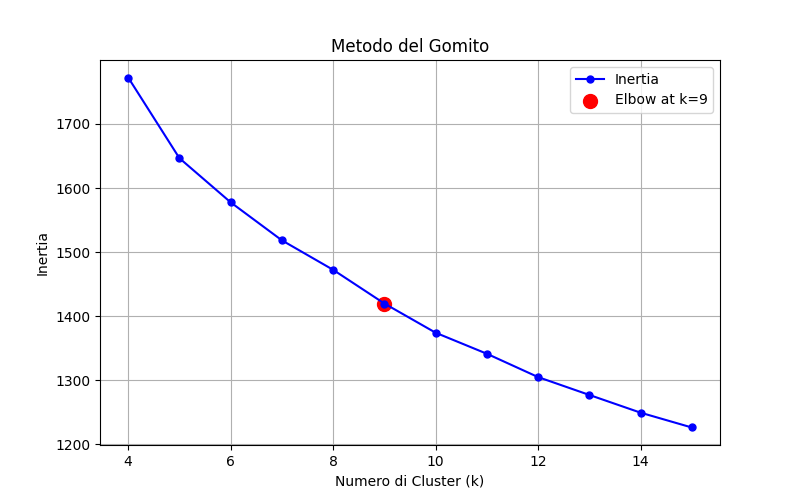 Metodo del Gomito
Inertia
Elbow at k=9
1700
1600
1500
1400
1300
1200
Inertia
4
6
8
10
12
14
Numero di Cluster (k)